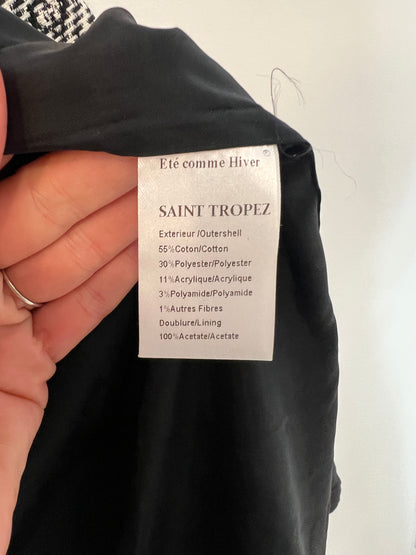 Eté comme Hiver
SAINT TROPEZ
Exterieur/Outershell
55%Coton/Cotton
30%Polyester/Polyester
11%Acrylique/Acrylique
3%Polyamide/Polyamide
1%Autres Fibres
Doublure/Lining
100%Acetate/Acetate